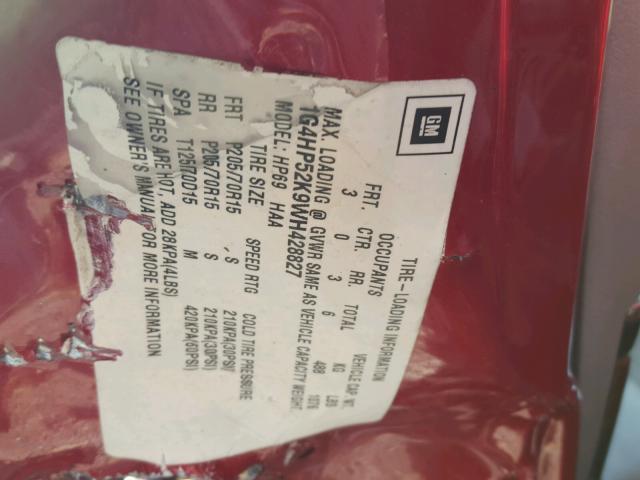 GM
TIRE-LOADING INFORMATION
OCCUPANTS VEHICLE CAP. WT.
FRT. CTR. RR. TOTAL KG LBS
3 0 3 6 488 1076
MAX. LOADING @ GVWR SAME AS VEHICLE CAPACITY WEIGHT.
1G4HP52K9WH428827
MODEL: HP69 HAA
TIRE SIZE SPEED RTG COLD TIRE PRESSURE
FRT P205/70R15 S 210KPA(30PSI)
RR P205/70R15 S 210KPA(30PSI)
SPA T125/70D15 M 420KPA(60PSI)
IF TIRES ARE HOT, ADD 28KPA(4LBS)
SEE OWNER'S MANUAL FOR MORE INFORMATION